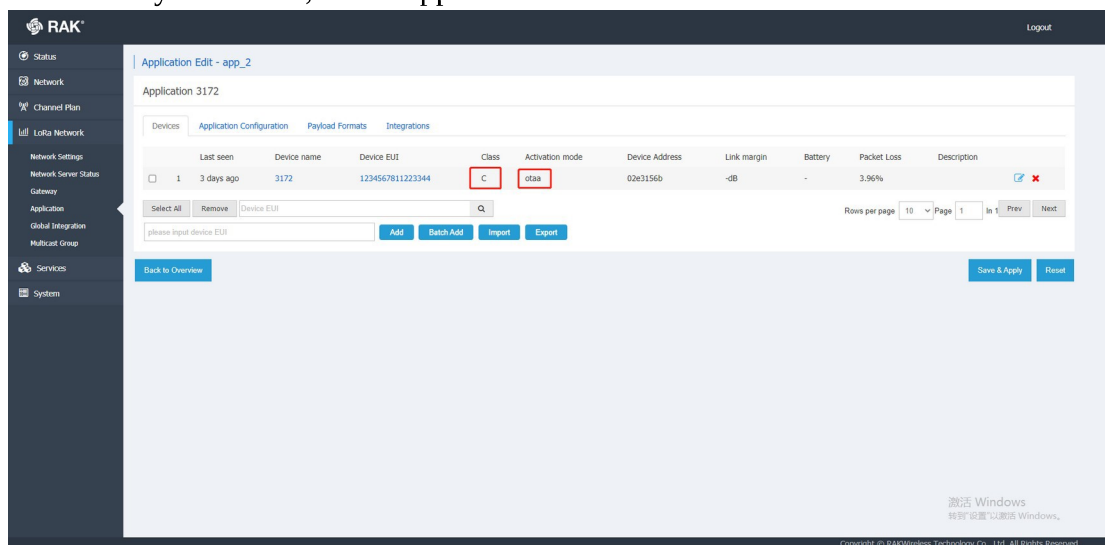 RAK
Logout
Status
Network
Channel Plan
LoRa Network
Network Settings
Network Server Status
Gateway
Application
Global Integration
Multicast Group
Services
System
Application Edit - app_2
Application 3172
Devices Application Configuration Payload Formats Integrations
Last seen Device name Device EUI Class Activation mode Device Address Link margin Battery Packet Loss Description
1 3 days ago 3172 1234567811223344 C otaa 02e3156b -dB - 3.96%
Select All Remove Device EUI Rows per page 10 Page 1 In 1 Prev Next
please input device EUI Add Batch Add Import Export
Back to Overview Save & Apply Reset
激活 Windows
转到"设置"以激活 Windows。
Copyright © RAKWireless Technology Co., Ltd. All Rights Reserved